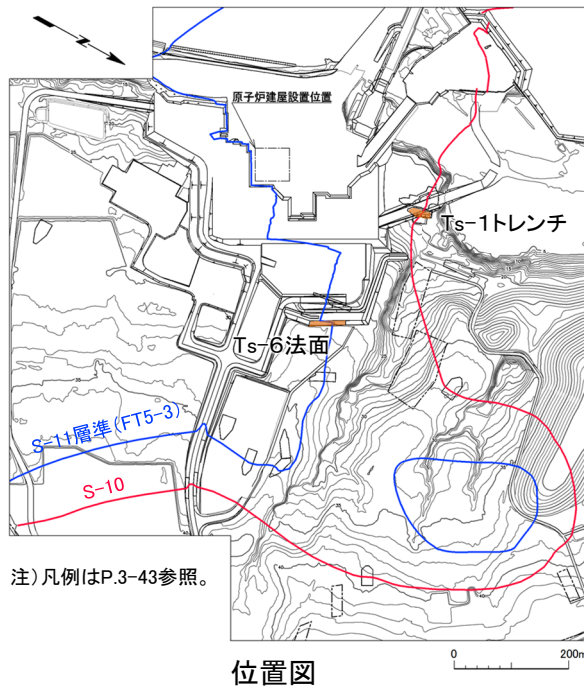 N
原子炉建屋設置位置
Ts-1トレンチ
Ts-6法面
S-11層準(FT5-3)
S-10
注)凡例はP.3-43参照。
0 200m
位置図